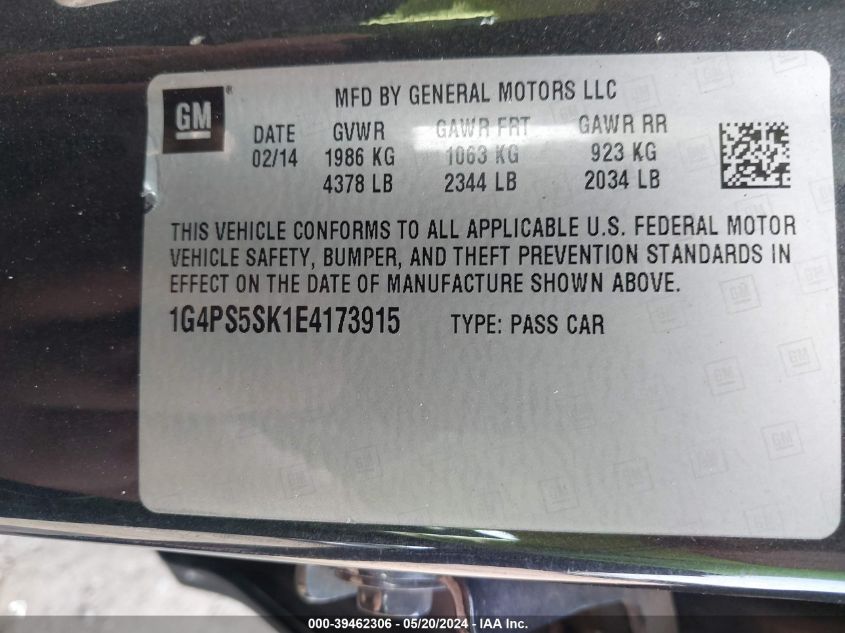 GM®
MFD BY GENERAL MOTORS LLC
DATE GVWR GAWR FRT GAWR RR
02/14 1986 KG 1063 KG 923 KG
4378 LB 2344 LB 2034 LB
THIS VEHICLE CONFORMS TO ALL APPLICABLE U.S. FEDERAL MOTOR
VEHICLE SAFETY, BUMPER, AND THEFT PREVENTION STANDARDS IN
EFFECT ON THE DATE OF MANUFACTURE SHOWN ABOVE.
1G4PS5SK1E4173915 TYPE: PASS CAR
000-39462306 - 05/20/2024 - IAA Inc.